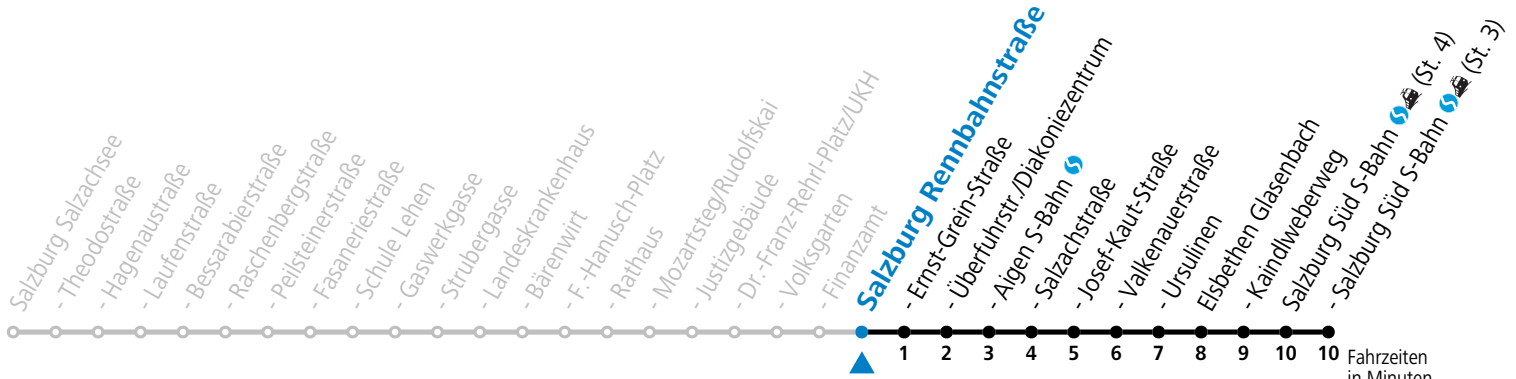 Salzburg Salzachsee
- Theodostraße
- Hagenaustraße
- Laufenstraße
- Bessarabierstraße
- Raschenbergstraße
- Peilsteinerstraße
- Fasaneriestraße
- Schule Lehen
- Gaswerkgasse
- Strubergasse
- Landeskrankenhaus
- Bärenwirt
- F.-Hanusch-Platz
- Rathaus
- Mozartsteg/Rudolfskai
- Justizgebäude
- Dr.-Franz-Rehrl-Platz/UKH
- Volksgarten
- Finanzamt
Salzburg Rennbahnstraße
- Ernst-Grein-Straße
- Überfuhrstr./Diakoniezentrum
- Aigen S-Bahn
- Salzachstraße
- Josef-Kaut-Straße
- Valkenauerstraße
- Ursulinen
Elsbethen Glasenbach
- Kaindlweberweg
Salzburg Süd S-Bahn (St. 4)
- Salzburg Süd S-Bahn (St. 3)
1 2 3 4 5 6 7 8 9 10 10 Fahrzeiten
in Minuten